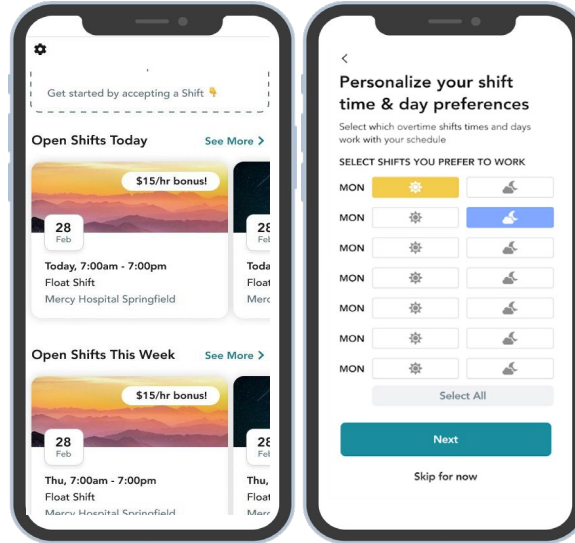 Get started by accepting a Shift 👇
Open Shifts Today
See More >
$15/hr bonus!
28
Feb
Today, 7:00am - 7:00pm
Float Shift
Mercy Hospital Springfield
28
Fe
Toda
Float
Merc
Open Shifts This Week
See More >
$15/hr bonus!
28
Feb
Thu, 7:00am - 7:00pm
Float Shift
Mercy Hospital Springfield
28
Feb
Thu,
Float
Merc
Personalize your shift
time & day preferences
Select which overtime shifts times and days
work with your schedule
SELECT SHIFTS YOU PREFER TO WORK
MON
MON
MON
MON
MON
MON
MON
Select All
Next
Skip for now